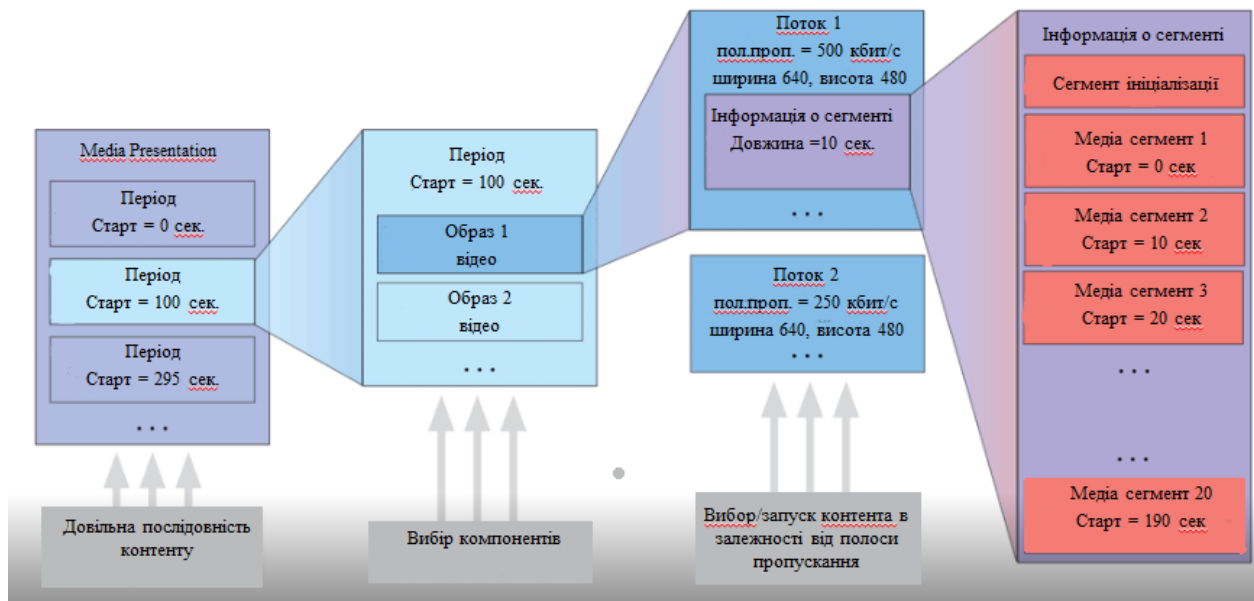 Media Presentation
Період
Старт = 0 сек.
Період
Старт = 100 сек.
Період
Старт = 295 сек.
...
Довільна послідовність
контенту
Період
Старт = 100 сек.
Образ 1
відео
Образ 2
відео
...
Вибір компонентів
Поток 1
пол.проп. = 500 кбит/с
ширина 640, висота 480
Інформація о сегменті
Довжина =10 сек.
...
Поток 2
пол.проп. = 250 кбит/с
ширина 640, висота 480
...
Вибор/запуск контента в
залежності від полоси
пропускання
Інформація о сегменті
Сегмент ініціалізації
Медіа сегмент 1
Старт = 0 сек
Медіа сегмент 2
Старт = 10 сек
Медіа сегмент 3
Старт = 20 сек
...
...
Медіа сегмент 20
Старт = 190 сек